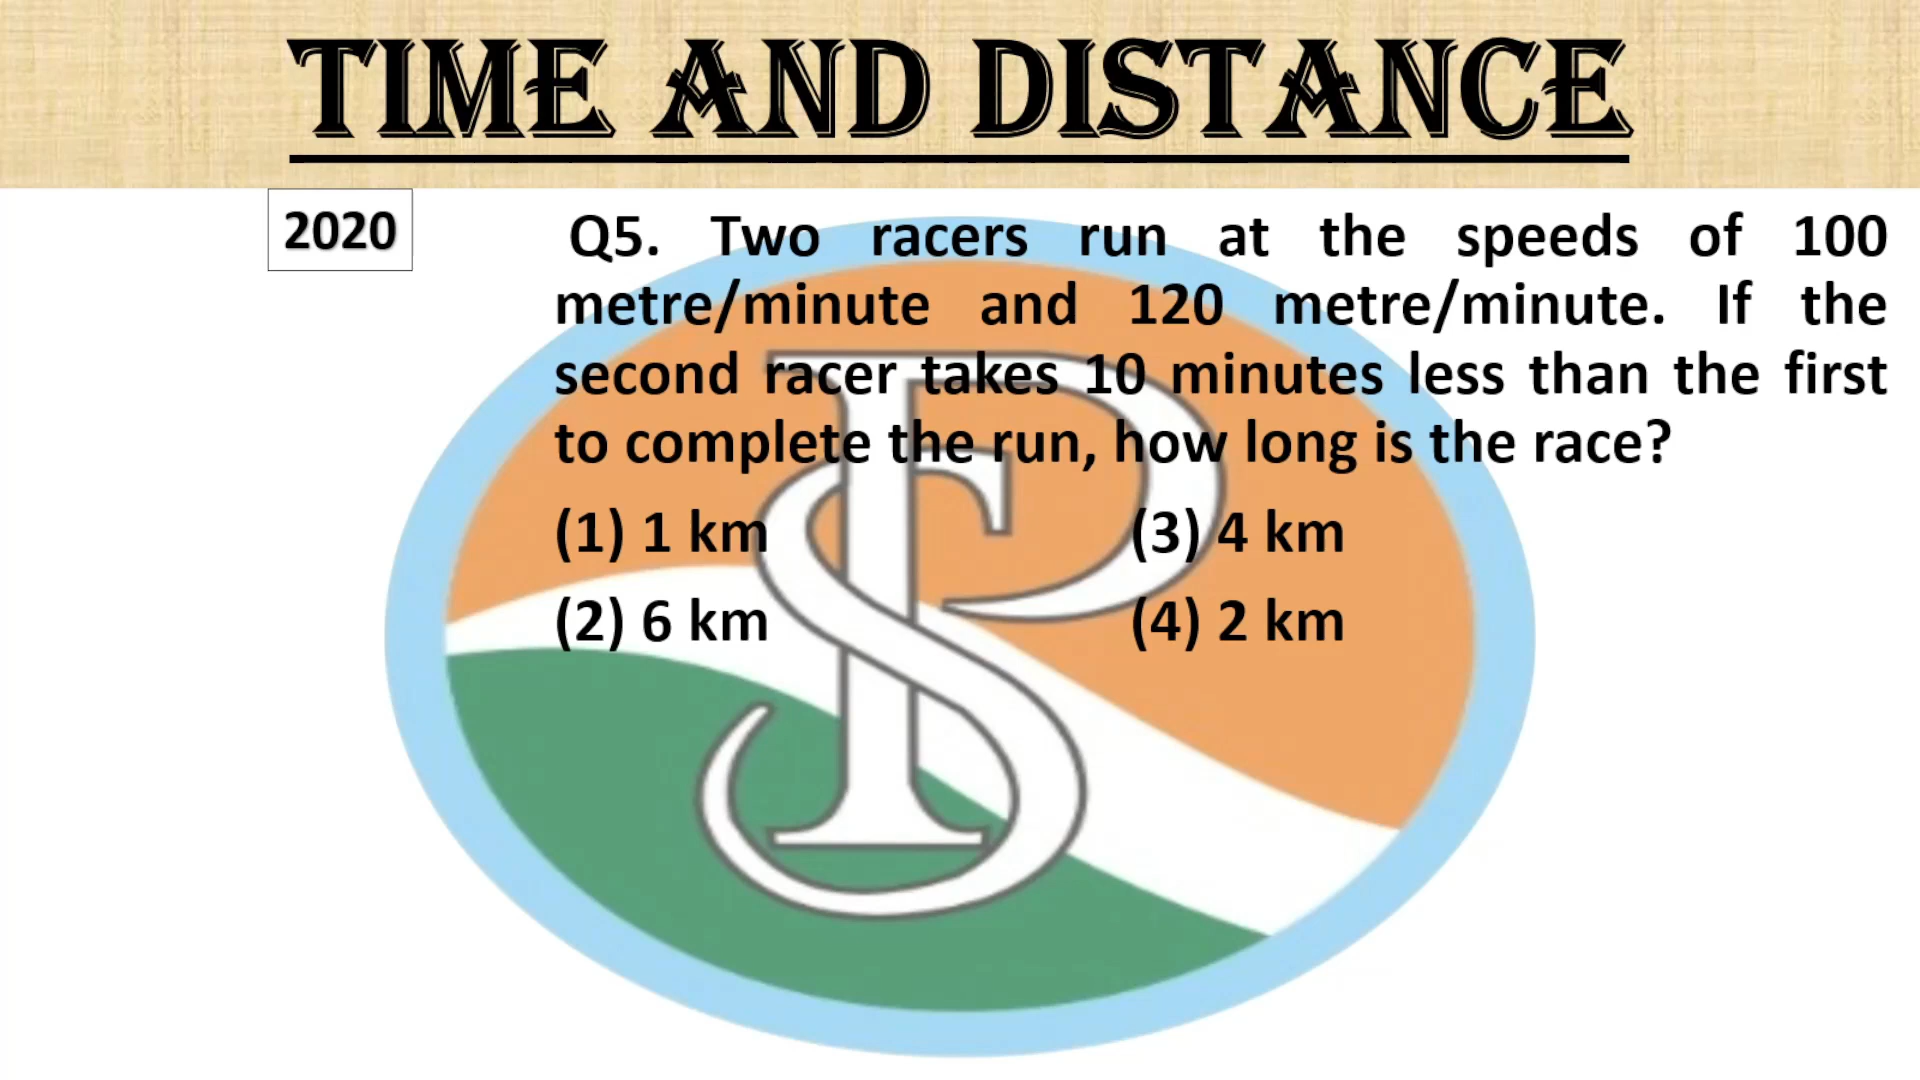 TIME AND DISTANCE
2020
Q5. Two racers run at the speeds of 100
metre/minute and 120 metre/minute. If the
second racer takes 10 minutes less than the first
to complete the run, how long is the race?
(1) 1 km (3) 4 km
(2) 6 km (4) 2 km